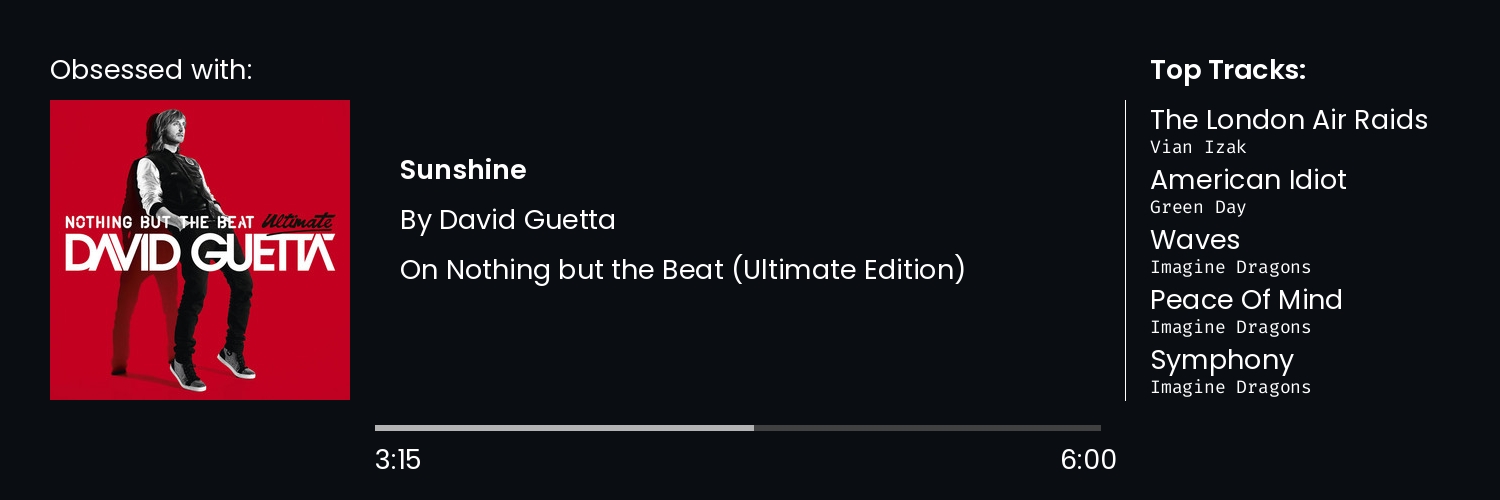 Obsessed with:
NOTHING BUT THE BEAT Ultimate
DAVID GUETTA
Sunshine
By David Guetta
On Nothing but the Beat (Ultimate Edition)
3:15
6:00
Top Tracks:
The London Air Raids
Vian Izak
American Idiot
Green Day
Waves
Imagine Dragons
Peace Of Mind
Imagine Dragons
Symphony
Imagine Dragons